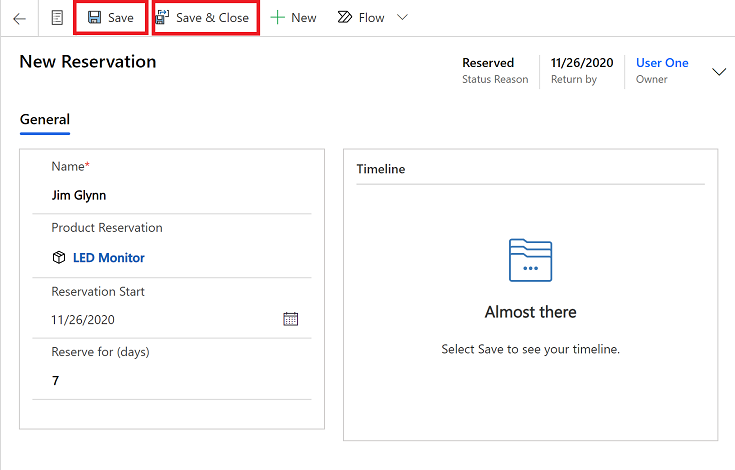 Save Save & Close New Flow
New Reservation
Reserved 11/26/2020 User One
Status Reason Return by Owner
General
Name*
Jim Glynn
Product Reservation
LED Monitor
Reservation Start
11/26/2020
Reserve for (days)
7
Timeline
Almost there
Select Save to see your timeline.